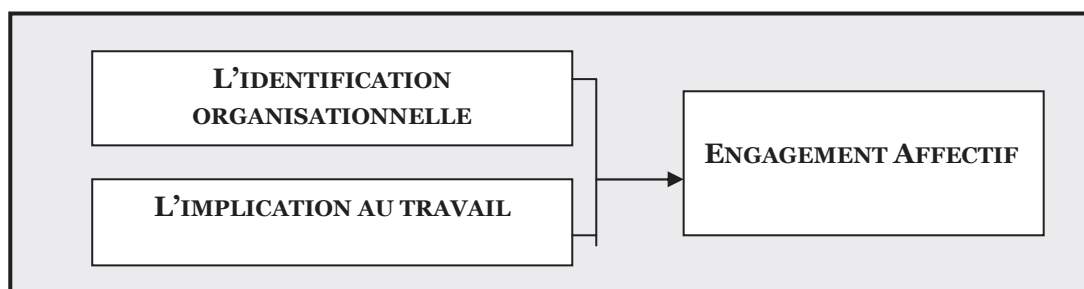 L’IDENTIFICATION
ORGANISATIONNELLE
ENGAGEMENT AFFECTIF
L’IMPLICATION AU TRAVAIL